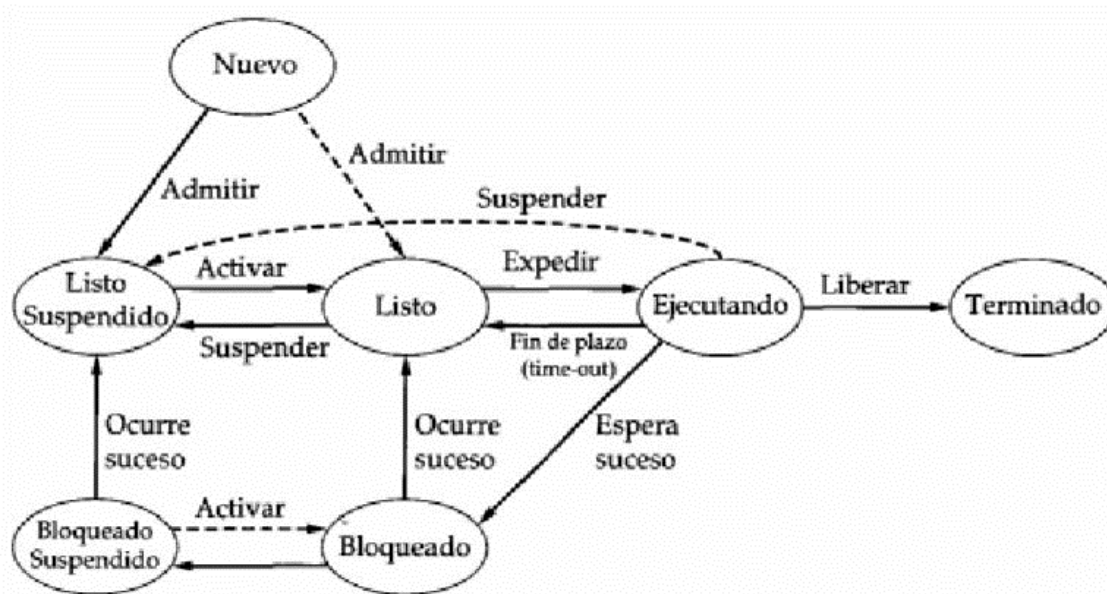 Nuevo
Admitir
Admitir
Suspender
Listo
Suspendido
Activar
Listo
Expedir
Ejecutando
Liberar
Terminado
Suspender
Fin de plazo
(time-out)
Ocurre
suceso
Ocurre
suceso
Espera
suceso
Bloqueado
Suspendido
Activar
Bloqueado